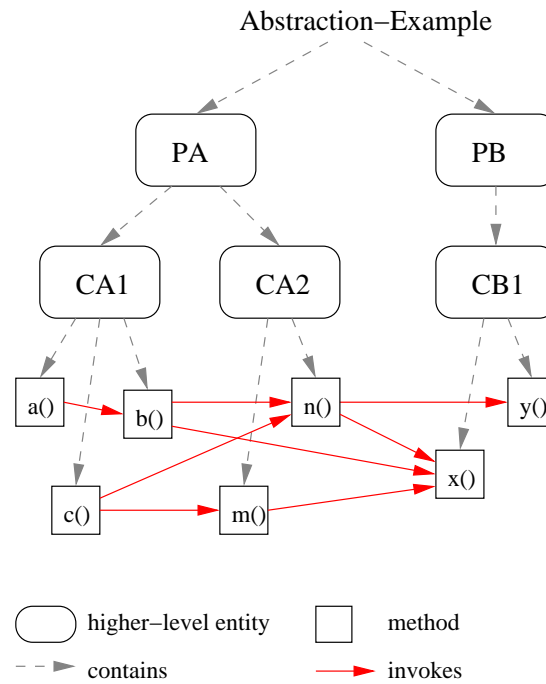 Abstraction−Example
PA
PB
CA1
CA2
CB1
a()
b()
n()
y()
c()
m()
x()
higher−level entity
method
contains
invokes